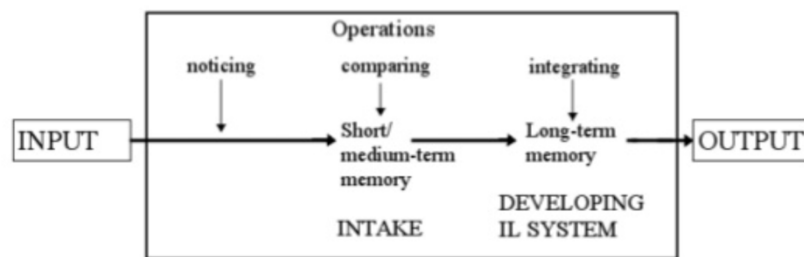 Operations
noticing
comparing
integrating
INPUT
Short/
medium-term
memory
Long-term
memory
OUTPUT
INTAKE
DEVELOPING
IL SYSTEM